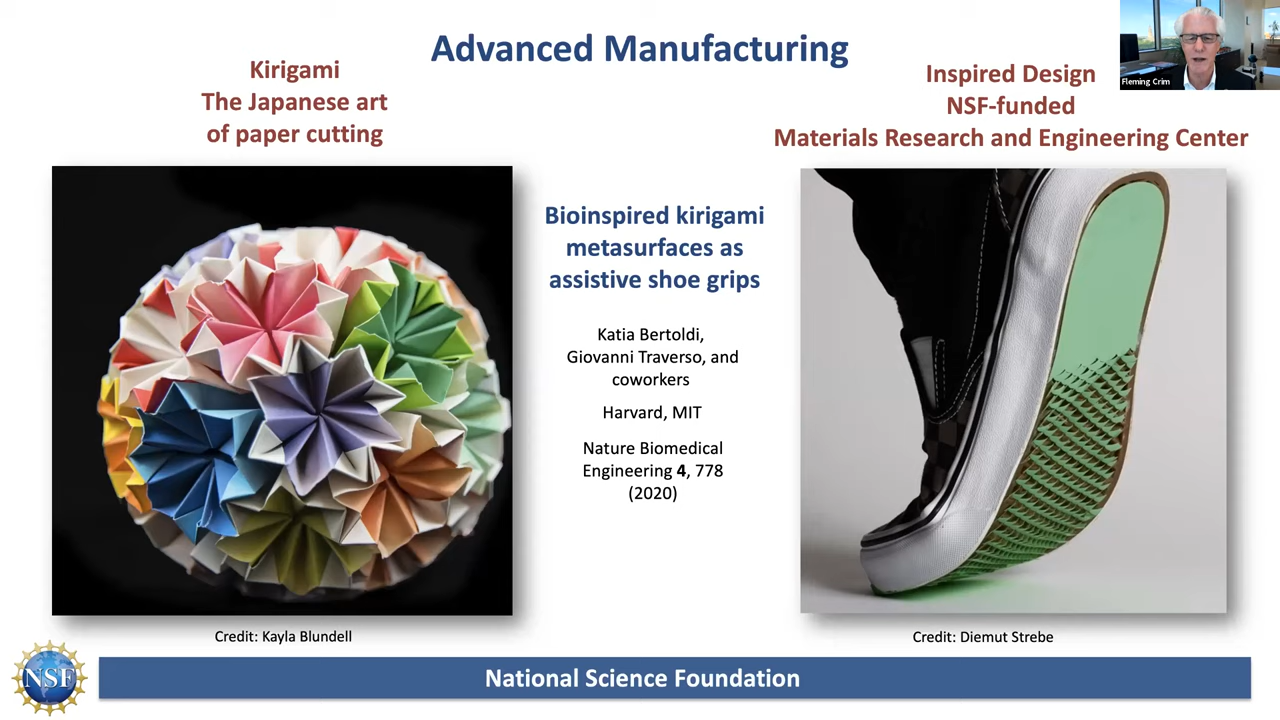 Advanced Manufacturing
Kirigami
The Japanese art
of paper cutting
Inspired Design
NSF-funded
Materials Research and Engineering Center
Fleming Crim
Bioinspired kirigami
metasurfaces as
assistive shoe grips
Katia Bertoldi,
Giovanni Traverso, and
coworkers
Harvard, MIT
Nature Biomedical
Engineering 4, 778
(2020)
Credit: Kayla Blundell
Credit: Diemut Strebe
NSF
National Science Foundation